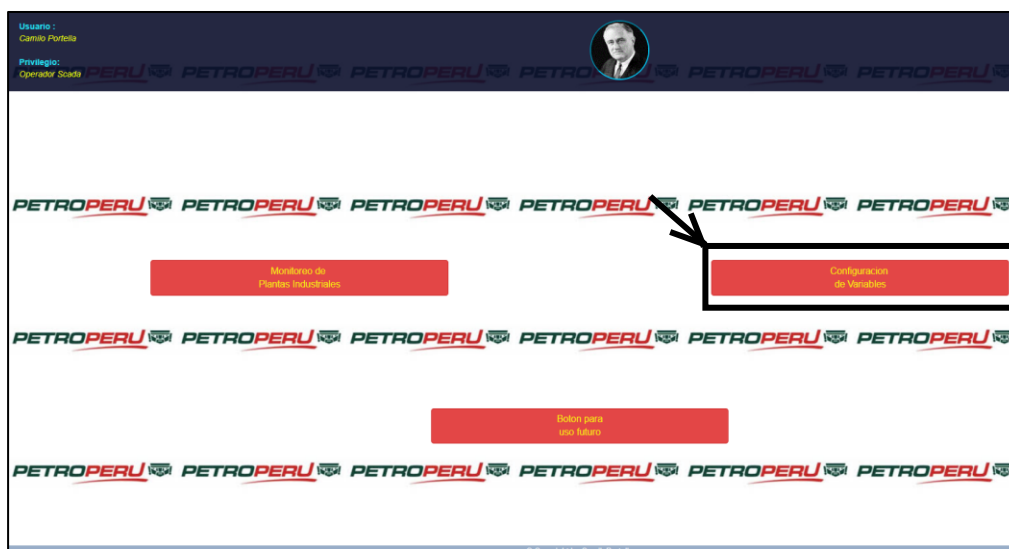 Usuario :
Camilo Portella
Privilegio:
Operador Scada
PETROPERU PETROPERU PETROPERU PETROPERU PETROPERU PETROPERU
PETROPERU PETROPERU PETROPERU PETROPERU PETROPERU PETROPERU
Monitoreo de
Plantas Industriales
Configuracion
de Variables
PETROPERU PETROPERU PETROPERU PETROPERU PETROPERU PETROPERU
Boton para
uso futuro
PETROPERU PETROPERU PETROPERU PETROPERU PETROPERU PETROPERU